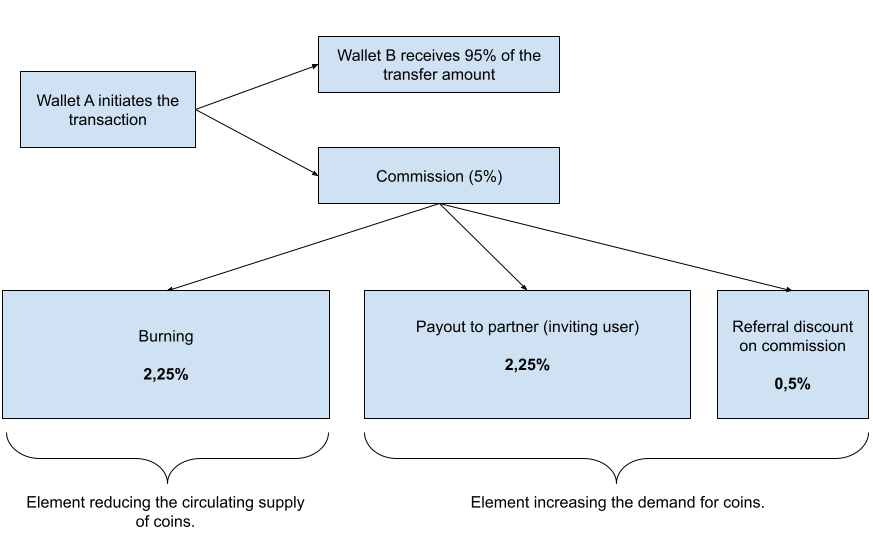 Wallet B receives 95% of the
transfer amount
Wallet A initiates the
transaction
Commission (5%)
Burning
2,25%
Payout to partner (inviting user)
2,25%
Referral discount
on commission
0,5%
Element reducing the circulating supply
of coins.
Element increasing the demand for coins.